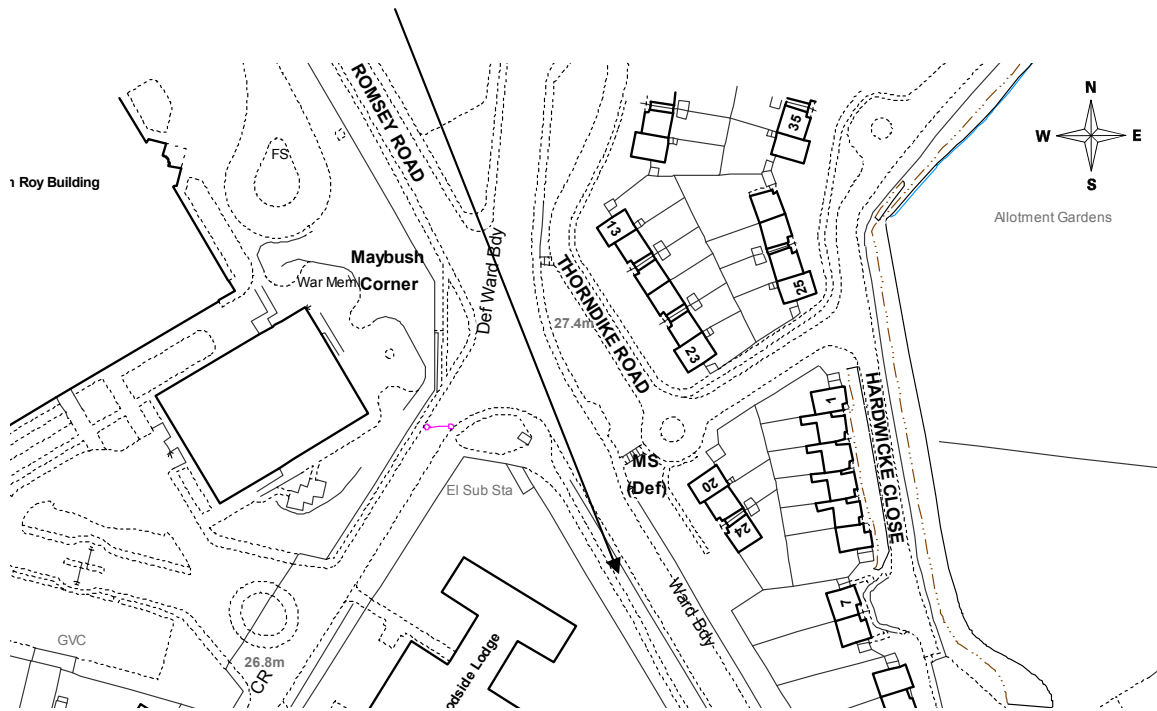 N
W E
S
ROMSEY ROAD
FS
35
Roy Building
Allotment Gardens
13
Maybush
Corner
War Meml
Def Ward Bdy
THORNDIKE ROAD
27.4m
25
23
HARDWICKE CLOSE
1
MS
(Def)
20
24
El Sub Sta
Ward Bdy
7
GVC
26.8m
CR
dside Lodge